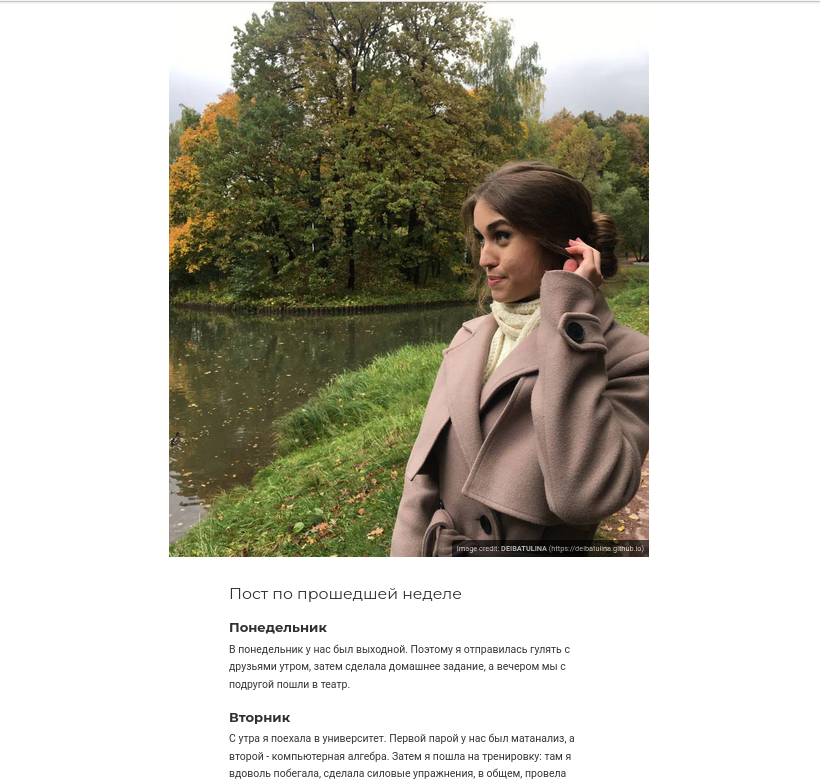 Image credit: DEIBATULINA (https://deibatulina.github.io)
Пост по прошедшей неделе
Понедельник
В понедельник у нас был выходной. Поэтому я отправилась гулять с
друзьями утром, затем сделала домашнее задание, а вечером мы с
подругой пошли в театр.
Вторник
С утра я поехала в университет. Первой парой у нас был матанализ, а
второй - компьютерная алгебра. Затем я пошла на тренировку: там я
вдоволь побегала, сделала силовые упражнения, в общем, провела